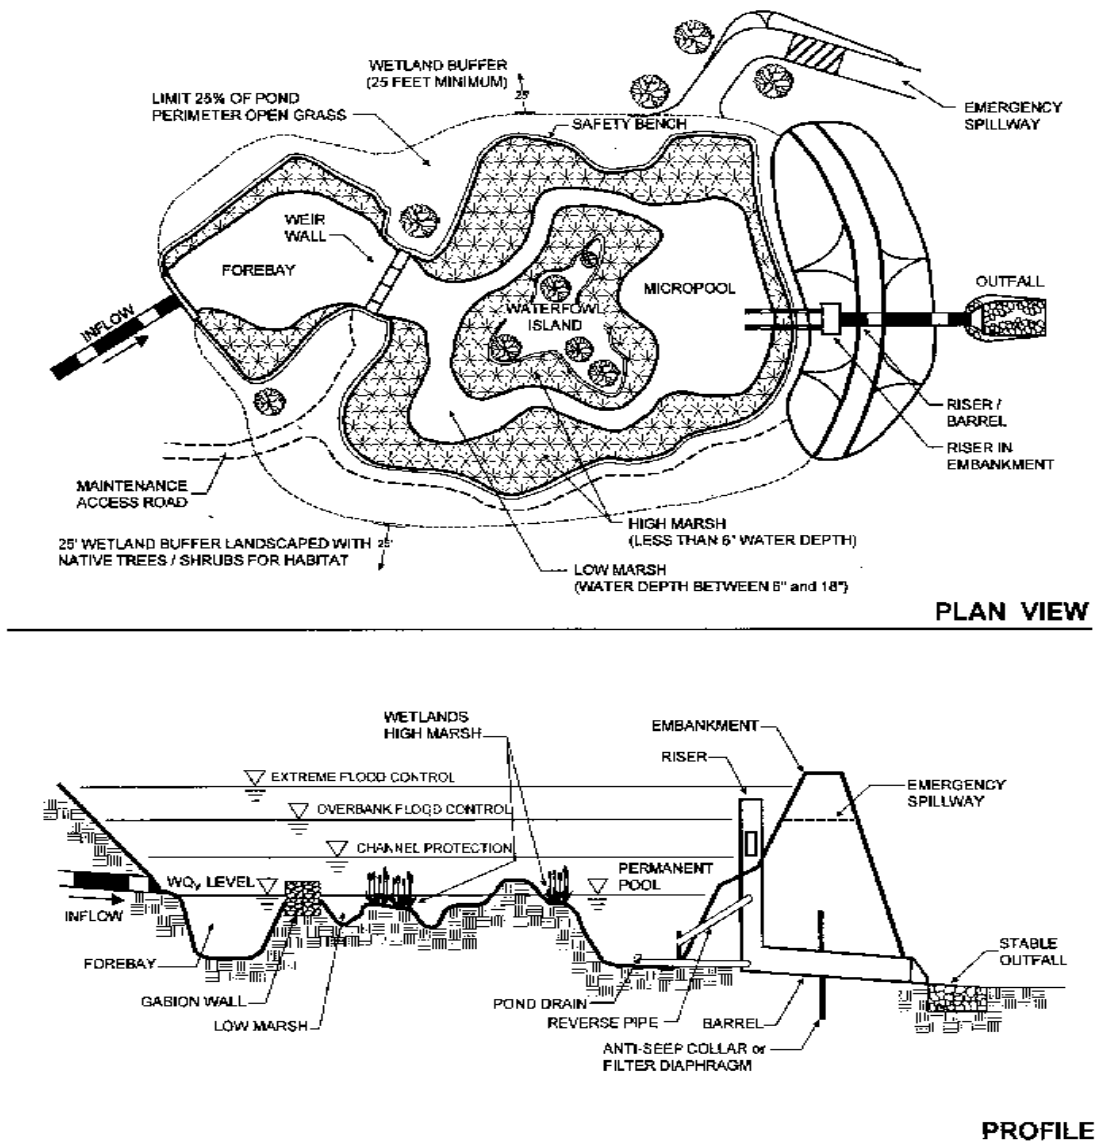 WETLAND BUFFER
(25 FEET MINIMUM)
25'
LIMIT 25% OF POND
PERIMETER OPEN GRASS
SAFETY BENCH
EMERGENCY
SPILLWAY
WEIR
WALL
FOREBAY
INFLOW
WATERFOWL
ISLAND
MICROPOOL
OUTFALL
RISER /
BARREL
RISER IN
EMBANKMENT
MAINTENANCE
ACCESS ROAD
HIGH MARSH
(LESS THAN 6" WATER DEPTH)
25' WETLAND BUFFER LANDSCAPED WITH
NATIVE TREES / SHRUBS FOR HABITAT
25'
LOW MARSH
(WATER DEPTH BETWEEN 6" and 18")
PLAN VIEW
WETLANDS
HIGH MARSH
EMBANKMENT
RISER
EXTREME FLOOD CONTROL
EMERGENCY
SPILLWAY
OVERBANK FLOOD CONTROL
CHANNEL PROTECTION
WQv LEVEL
PERMANENT
POOL
INFLOW
FOREBAY
STABLE
OUTFALL
GABION WALL
POND DRAIN
LOW MARSH
REVERSE PIPE
BARREL
ANTI-SEEP COLLAR or
FILTER DIAPHRAGM
PROFILE